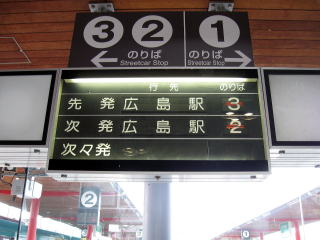 3 2 1
のりば のりば
Streetcar Stop Streetcar Stop
行先 のりば
先発 広島駅 3
次発 広島駅 2
次々発
2
1